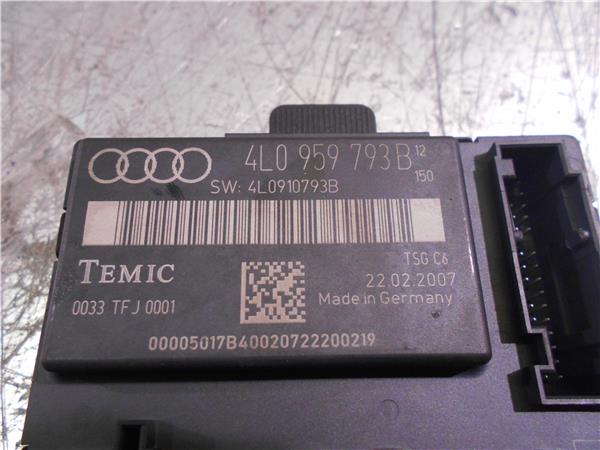 4L0 959 793 B 12
150
SW: 4L0910793B
TEMIC
TSG C6
22.02.2007
0033 TFJ 0001
Made in Germany
00005017B40020722200219